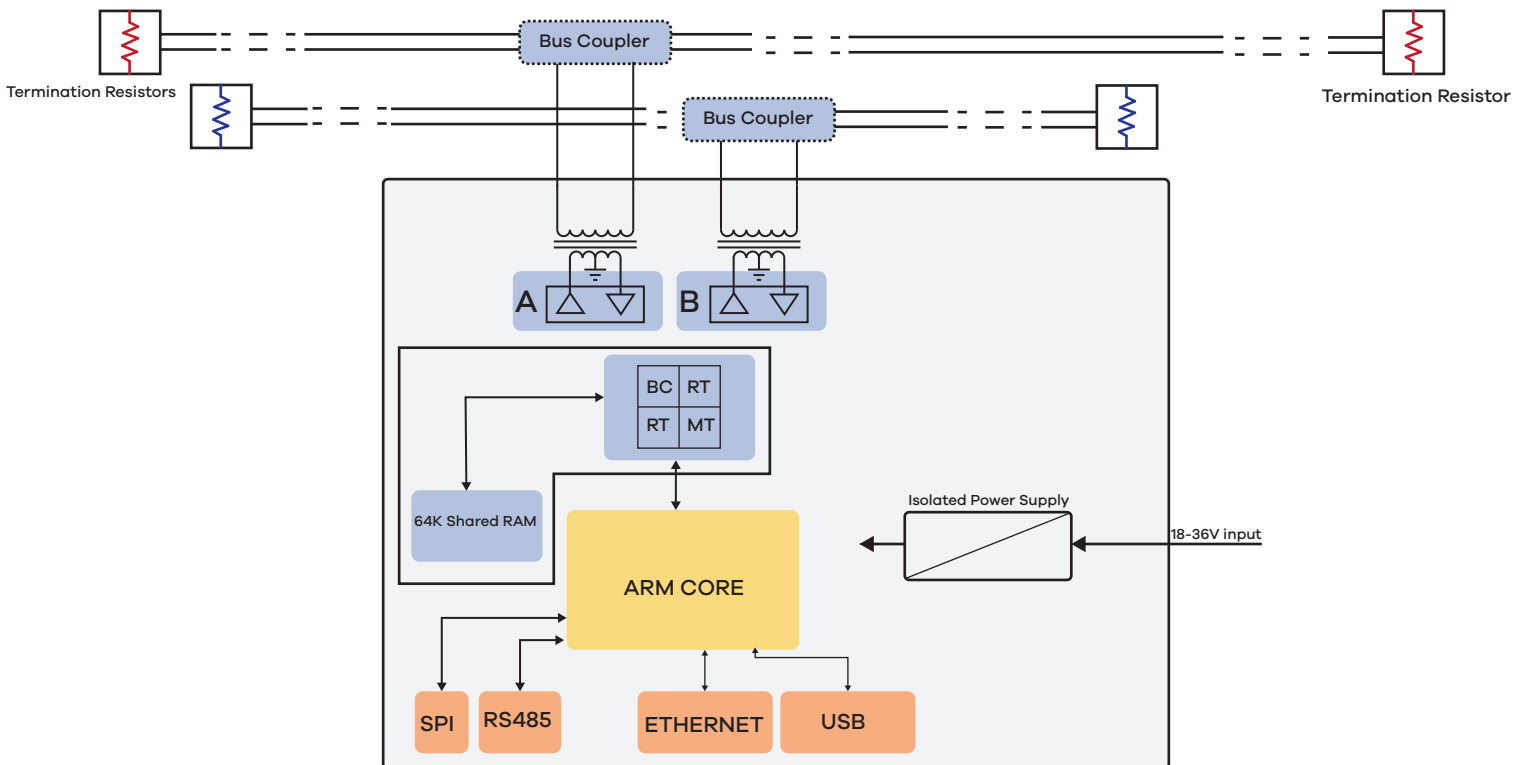 Bus Coupler
Termination Resistors
Termination Resistor
Bus Coupler
A
B
BC RT
RT MT
64K Shared RAM
Isolated Power Supply
18-36V input
ARM CORE
SPI
RS485
ETHERNET
USB